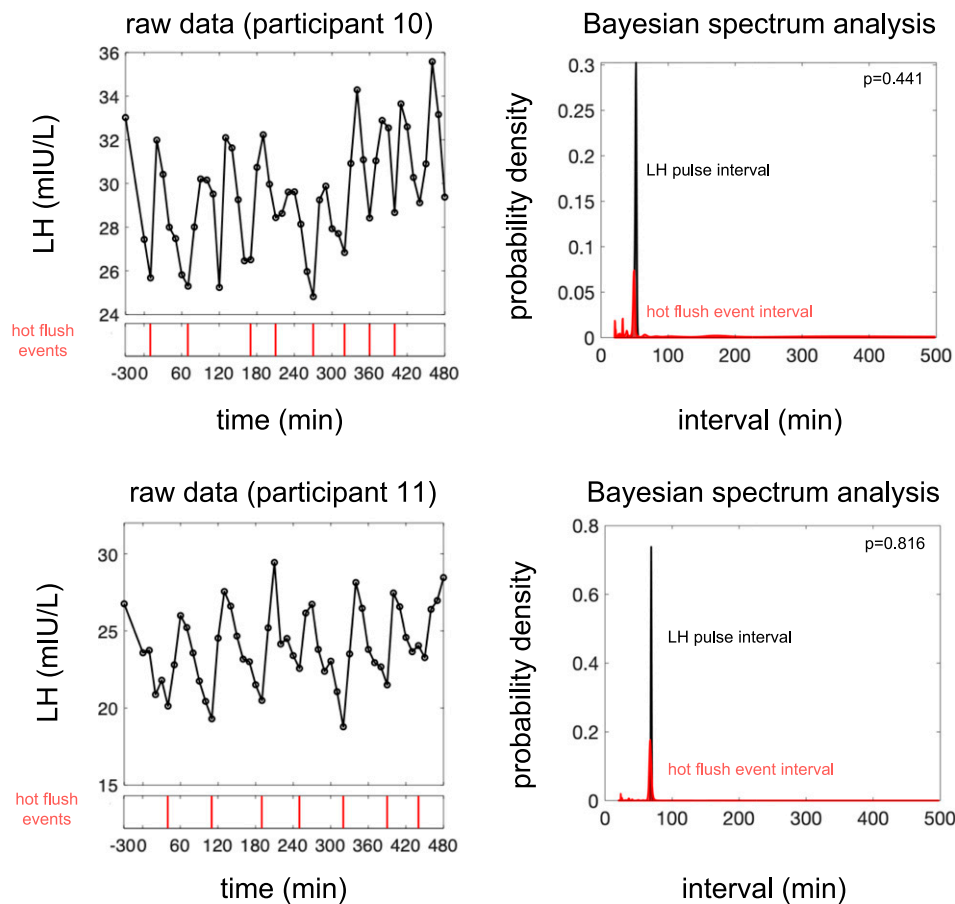 raw data (participant 10)
Bayesian spectrum analysis
LH (mIU/L)
36
34
32
30
28
26
24
hot flush
events
-300 60 120 180 240 300 360 420 480
time (min)
probability density
0.3
0.25
0.2
0.15
0.1
0.05
0
p=0.441
LH pulse interval
hot flush event interval
0 100 200 300 400 500
interval (min)
raw data (participant 11)
Bayesian spectrum analysis
LH (mIU/L)
30
25
20
15
hot flush
events
-300 60 120 180 240 300 360 420 480
time (min)
probability density
0.8
0.6
0.4
0.2
0
p=0.816
LH pulse interval
hot flush event interval
0 100 200 300 400 500
interval (min)